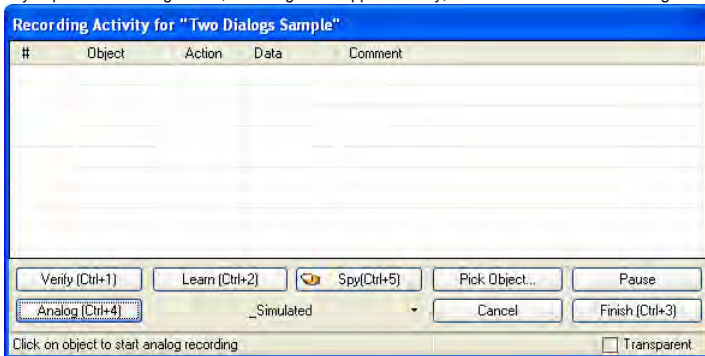 Recording Activity for "Two Dialogs Sample"
# Object Action Data Comment
Verify (Ctrl+1) Learn (Ctrl+2) Spy(Ctrl+5) Pick Object... Pause
Analog (Ctrl+4) _Simulated Cancel Finish (Ctrl+3)
Click on object to start analog recording Transparent